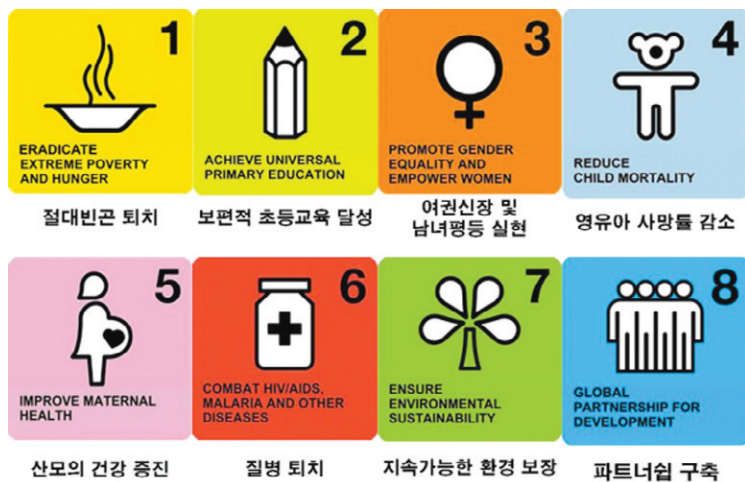 1
ERADICATE
EXTREME POVERTY
AND HUNGER
절대빈곤 퇴치
2
ACHIEVE UNIVERSAL
PRIMARY EDUCATION
보편적 초등교육 달성
3
PROMOTE GENDER
EQUALITY AND
EMPOWER WOMEN
여권신장 및
남녀평등 실현
4
REDUCE
CHILD MORTALITY
영유아 사망률 감소
5
IMPROVE MATERNAL
HEALTH
산모의 건강 증진
6
COMBAT HIV/AIDS,
MALARIA AND OTHER
DISEASES
질병 퇴치
7
ENSURE
ENVIRONMENTAL
SUSTAINABILITY
지속가능한 환경 보장
8
GLOBAL
PARTNERSHIP FOR
DEVELOPMENT
파트너쉽 구축